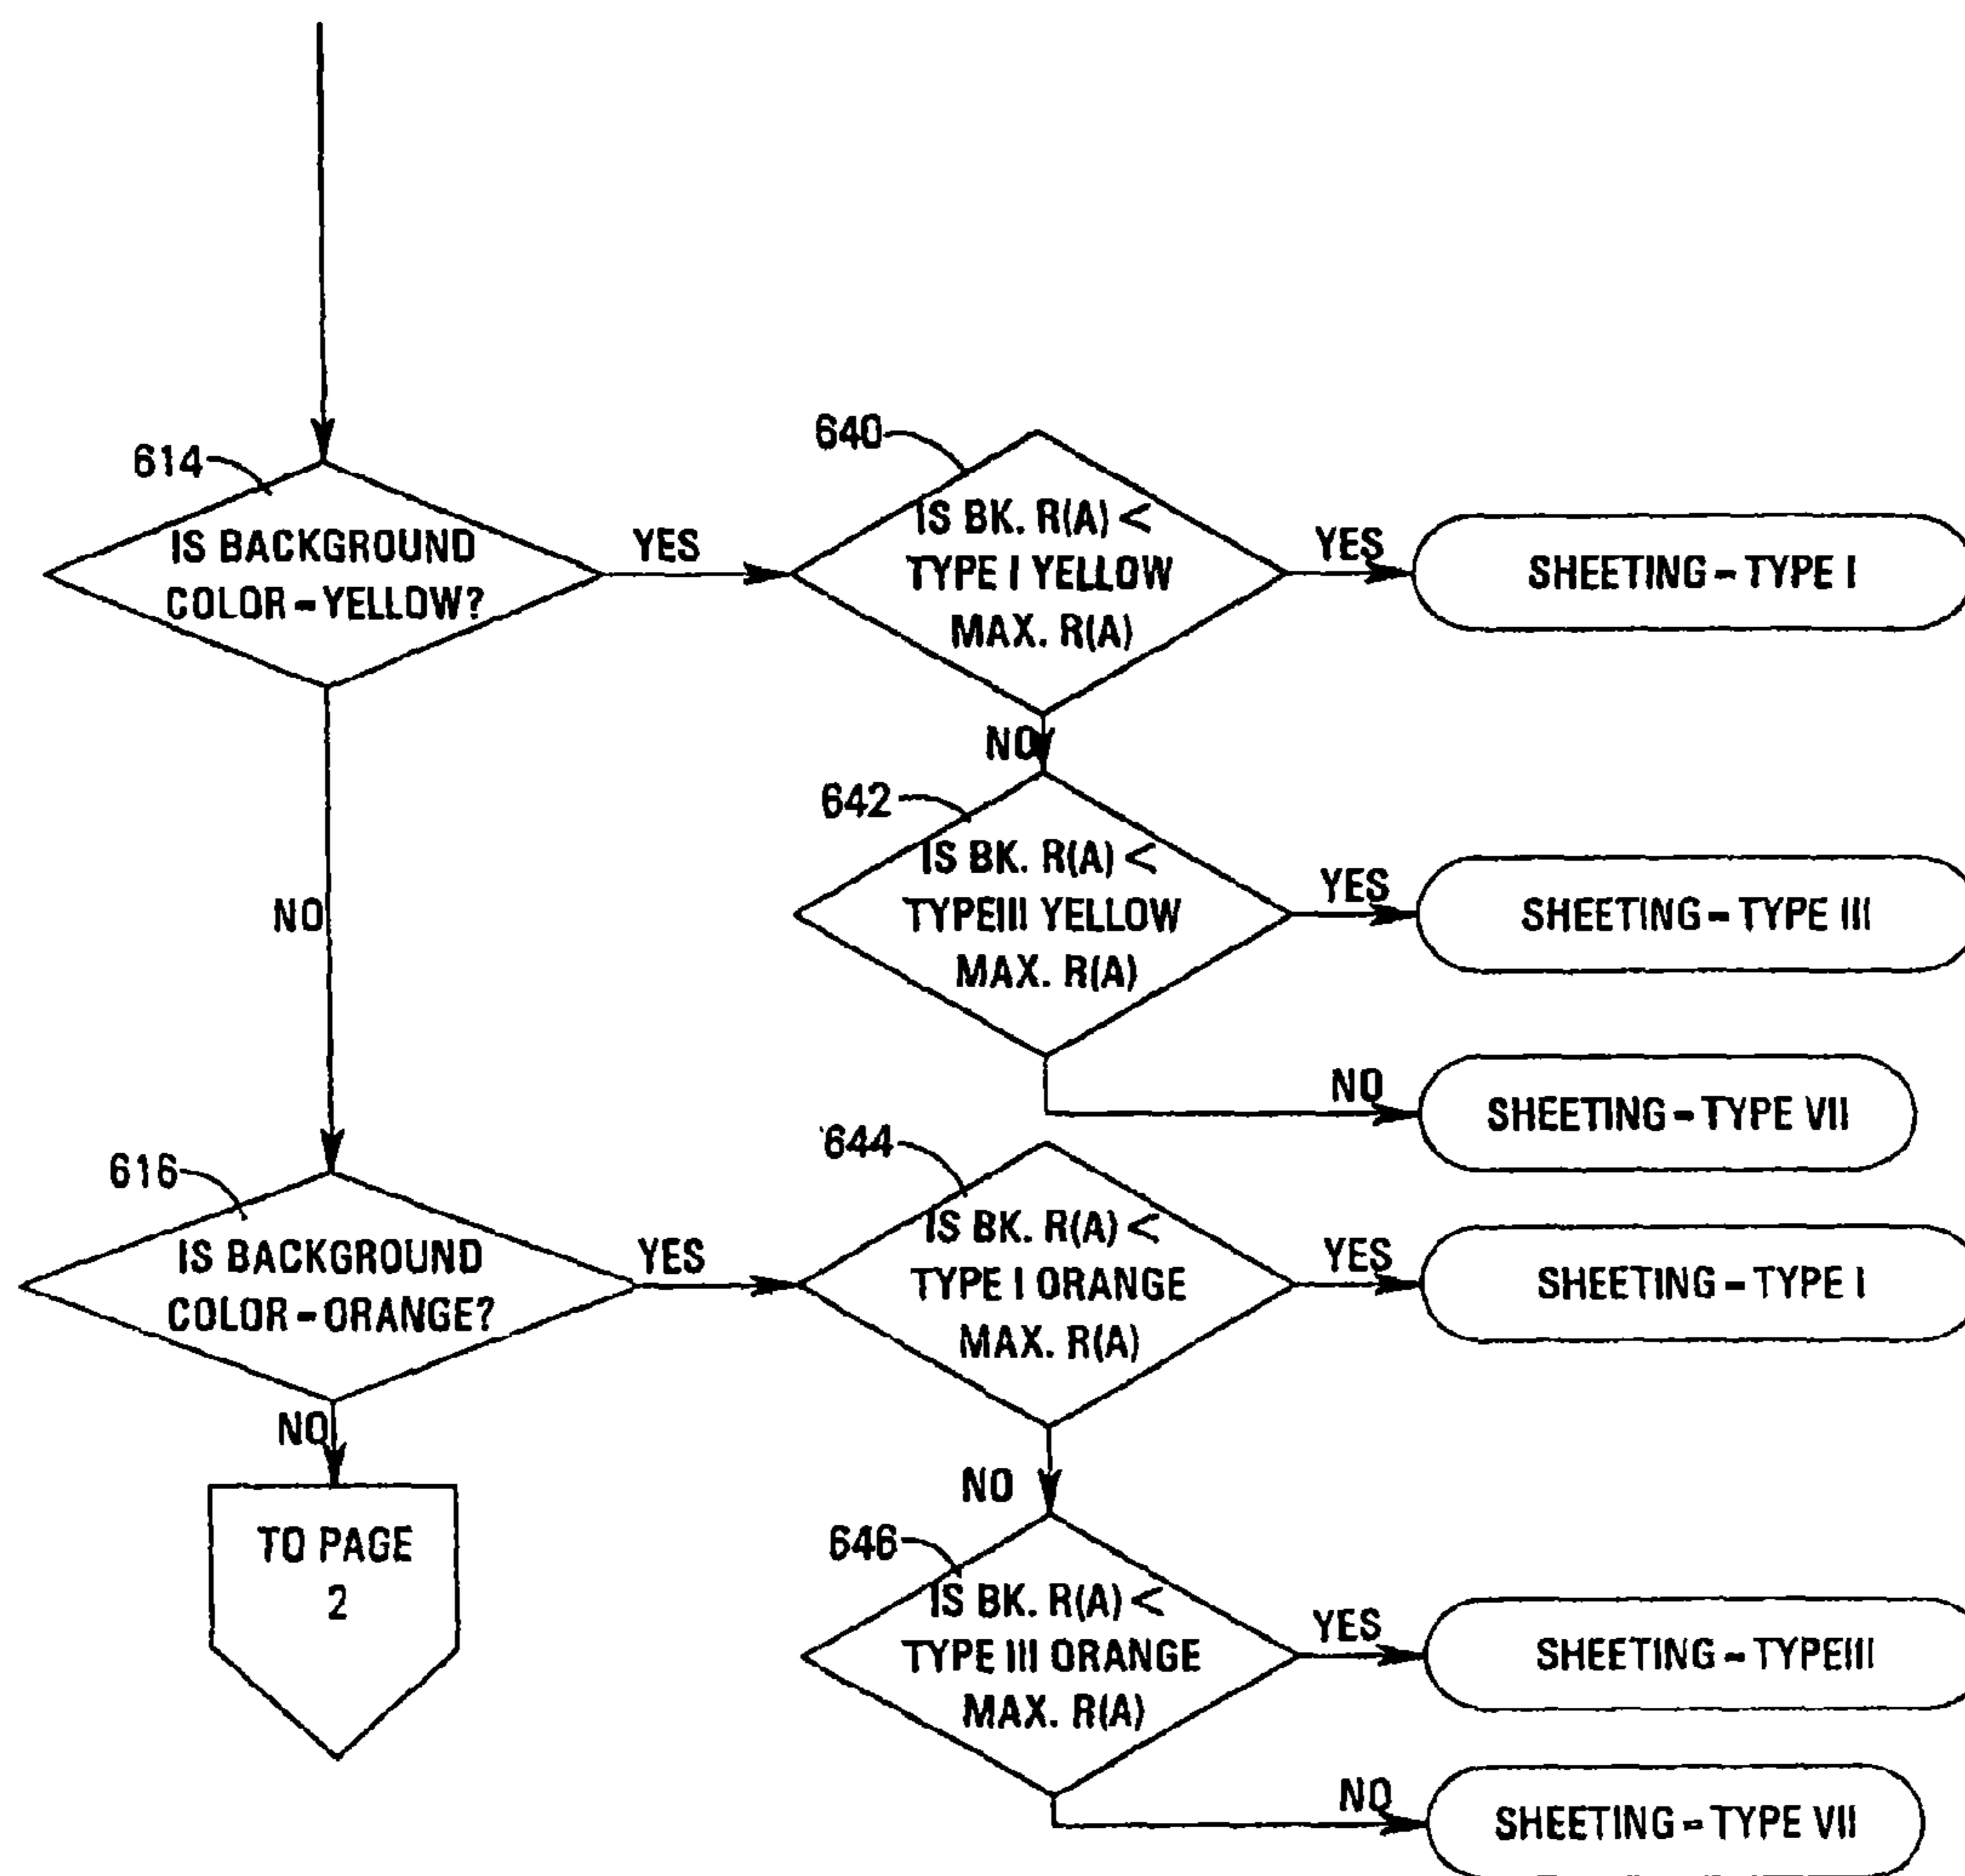 614
IS BACKGROUND
COLOR - YELLOW?
YES
640
IS BK. R(A) <
TYPE I YELLOW
MAX. R(A)
YES
SHEETING - TYPE I
NO
642
IS BK. R(A) <
TYPEIII YELLOW
MAX. R(A)
YES
SHEETING - TYPE III
NO
SHEETING - TYPE VII
NO
616
IS BACKGROUND
COLOR - ORANGE?
YES
644
IS BK. R(A) <
TYPE I ORANGE
MAX. R(A)
YES
SHEETING - TYPE I
NO
TO PAGE
2
NO
646
IS BK. R(A) <
TYPE III ORANGE
MAX. R(A)
YES
SHEETING - TYPEIII
NO
SHEETING - TYPE VII